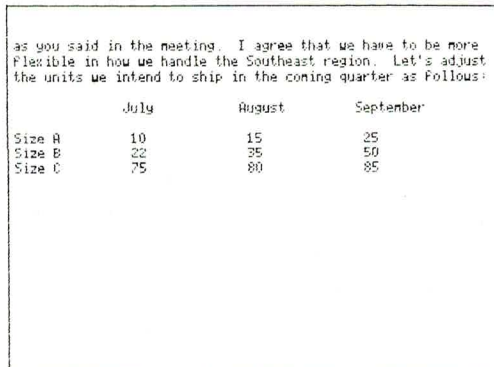 as you said in the meeting. I agree that we have to be more
flexible in how we handle the Southeast region. Let's adjust
the units we intend to ship in the coming quarter as follows:
July August September
Size A 10 15 25
Size B 22 35 50
Size C 75 80 85